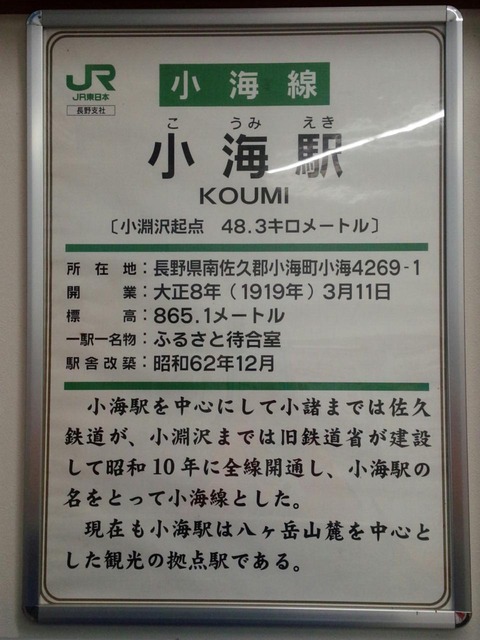 JR
JR東日本
長野支社
小海線
こ うみ えき
小海駅
KOUMI
〔小淵沢起点 48.3キロメートル〕
所在地：長野県南佐久郡小海町小海4269-1
開業：大正8年（1919年）3月11日
標高：865.1メートル
一駅一名物：ふるさと待合室
駅舎改築：昭和62年12月
小海駅を中心にして小諸までは佐久
鉄道が、小淵沢までは旧鉄道省が建設
して昭和10年に全線開通し、小海駅の
名をとって小海線とした。
現在も小海駅は八ヶ岳山麓を中心と
した観光の拠点駅である。